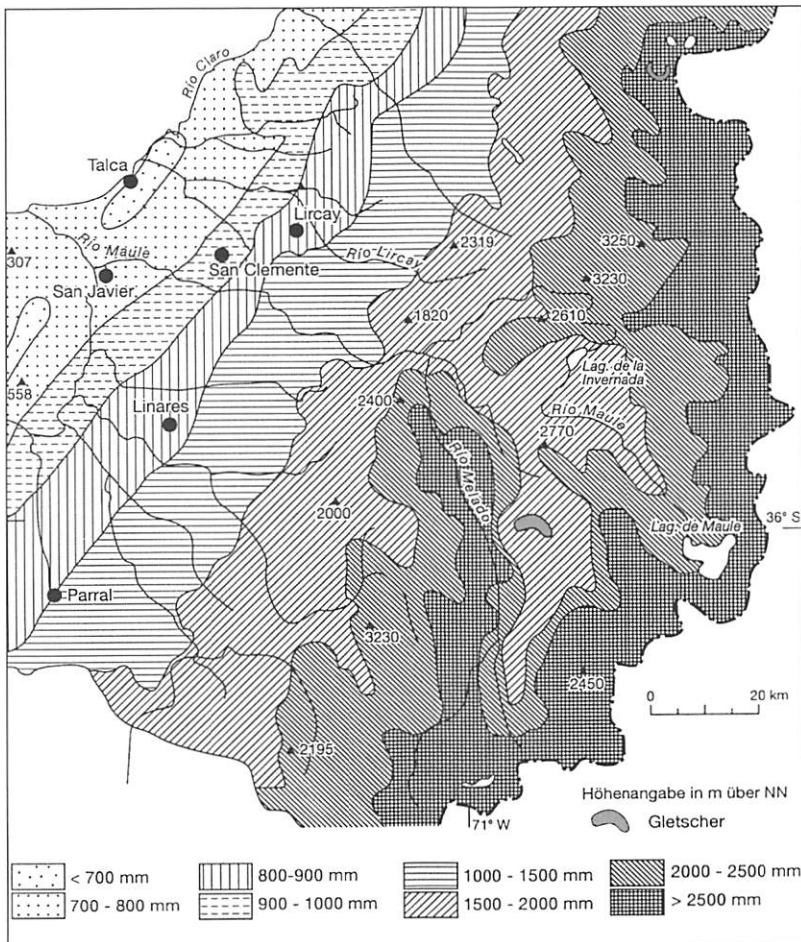 Río Claro
Talca
Lircay
Río Maule
2319
3250
307
San Clemente
Río Lircay
San Javier
3230
1820
2610
Lag. de la
Invernada
558
2400
Linares
Río Maule
2770
Río Melado
2000
36° S
Lag. de Maule
Parral
3230
2450
0 20 km
2195
Höhenangabe in m über NN
71° W
Gletscher
< 700 mm
800-900 mm
1000 - 1500 mm
2000 - 2500 mm
700 - 800 mm
900 - 1000 mm
1500 - 2000 mm
> 2500 mm